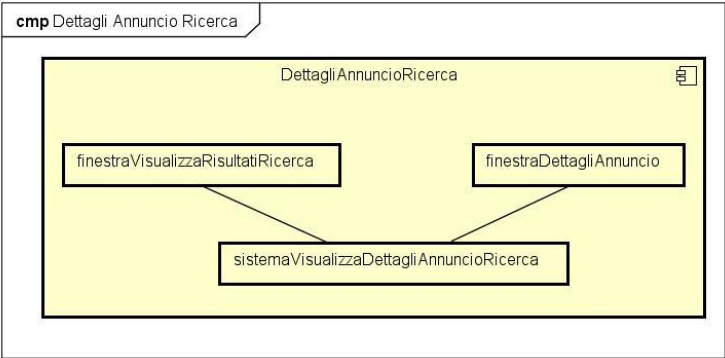 cmp Dettagli Annuncio Ricerca
DettagliAnnuncioRicerca
finestraVisualizzaRisultatiRicerca
finestraDettagliAnnuncio
sistemaVisualizzaDettagliAnnuncioRicerca